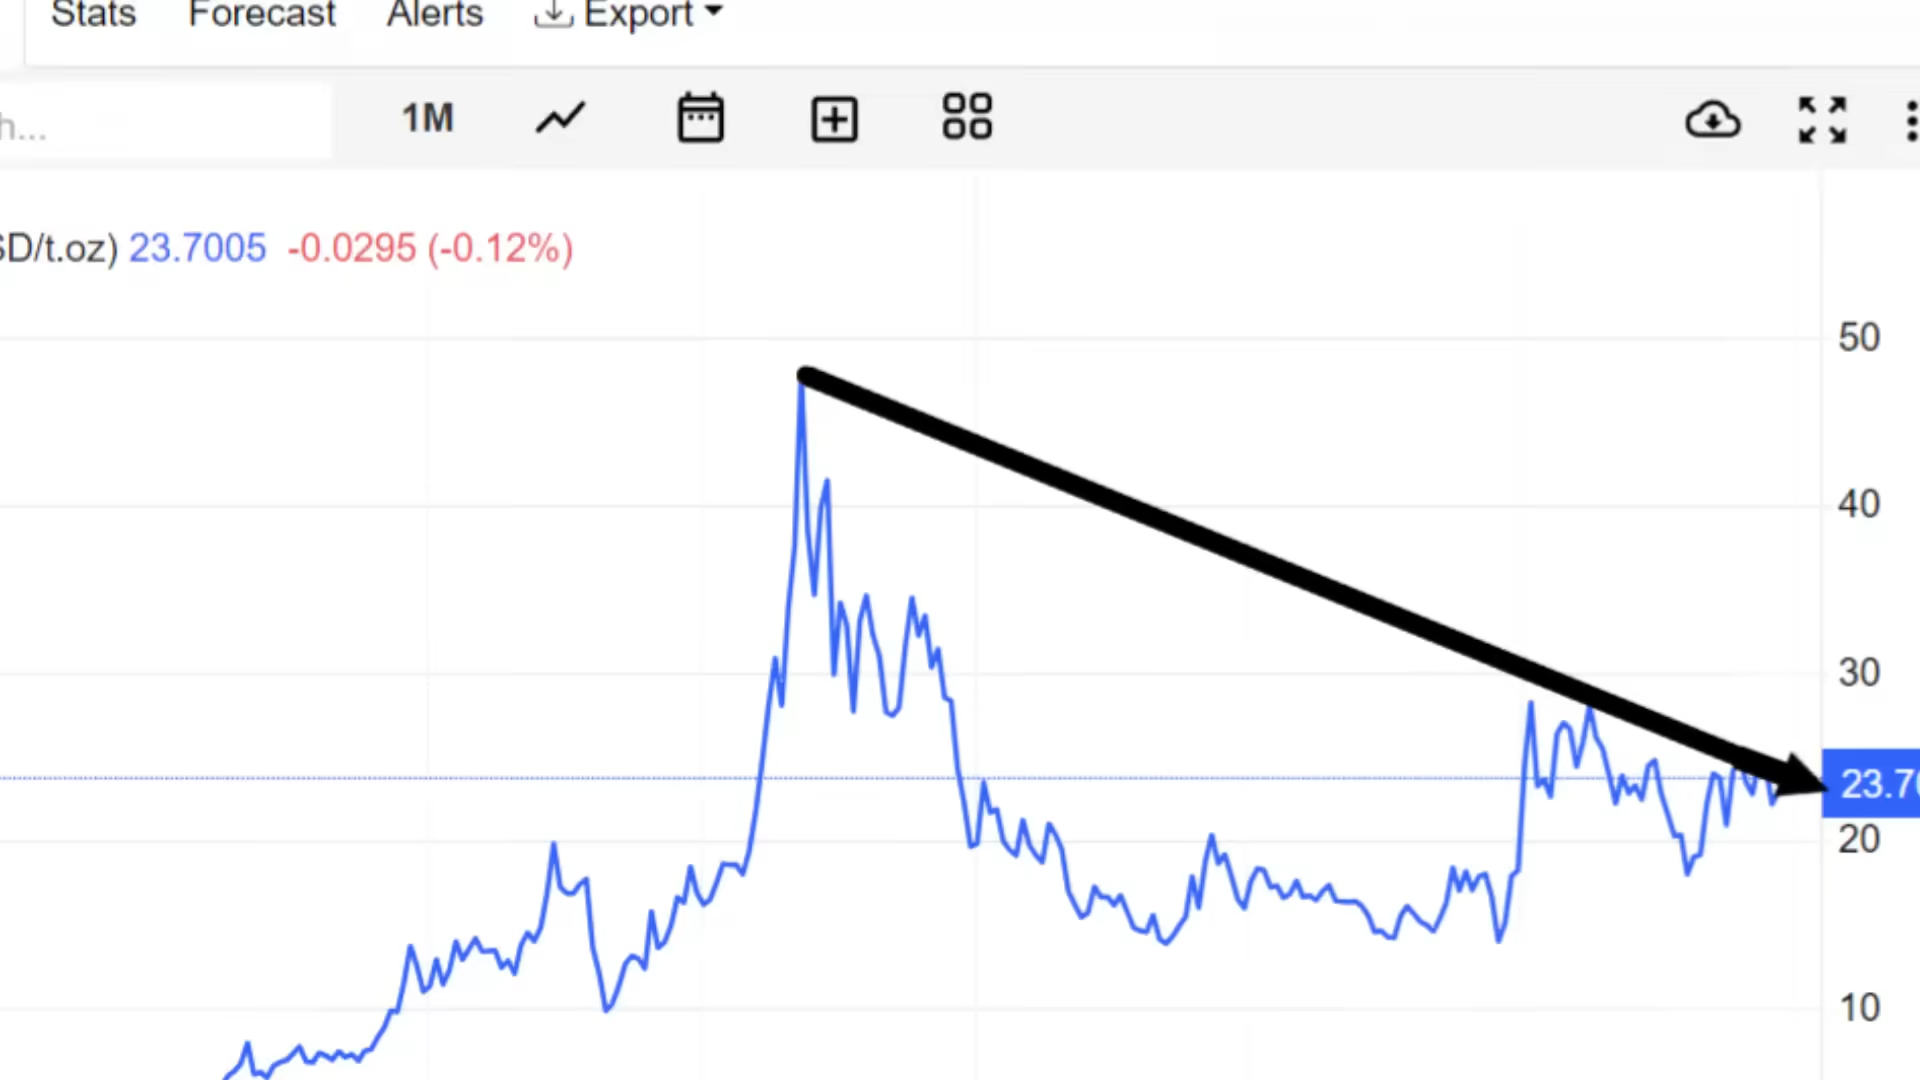 Stats Forecast Alerts Export
h... 1M
SD/t.oz) 23.7005 -0.0295 (-0.12%)
50
40
30
23.70
20
10